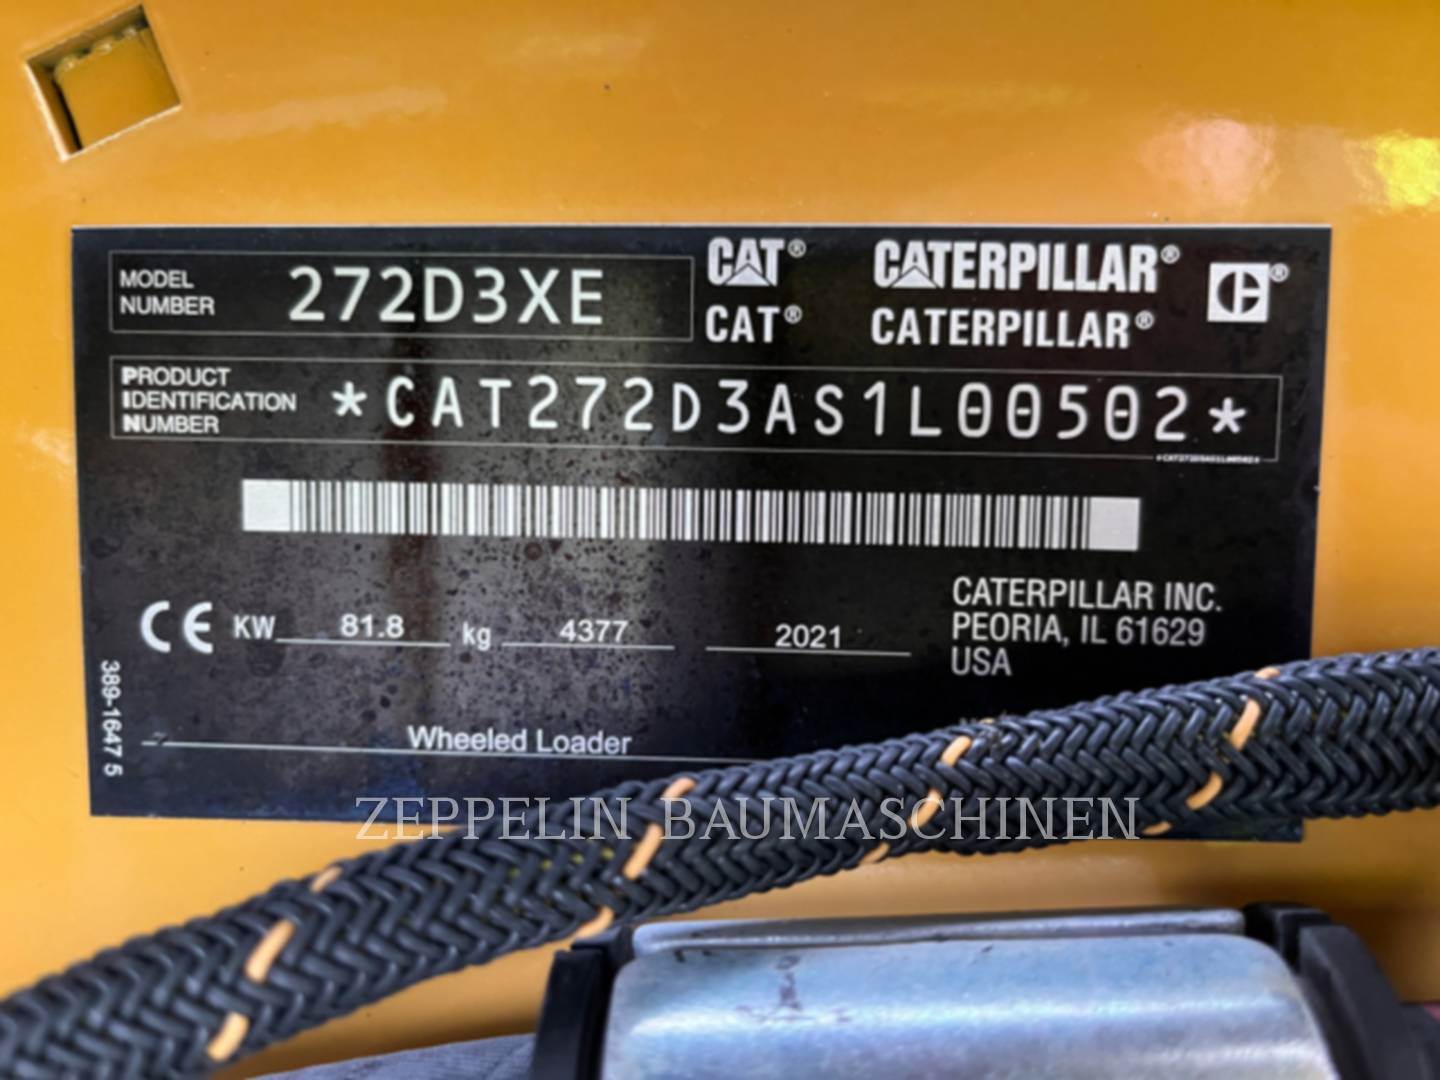 MODEL NUMBER 272D3XE
CAT® CATERPILLAR®
CAT® CATERPILLAR®
PRODUCT IDENTIFICATION NUMBER *CAT272D3AS1L00502*
*CAT272D3AS1L00502*
CE KW 81.8 kg 4377 2021
CATERPILLAR INC.
PEORIA, IL 61629
USA
389-1647 5
Wheeled Loader
ZEPPELIN BAUMASCHINEN